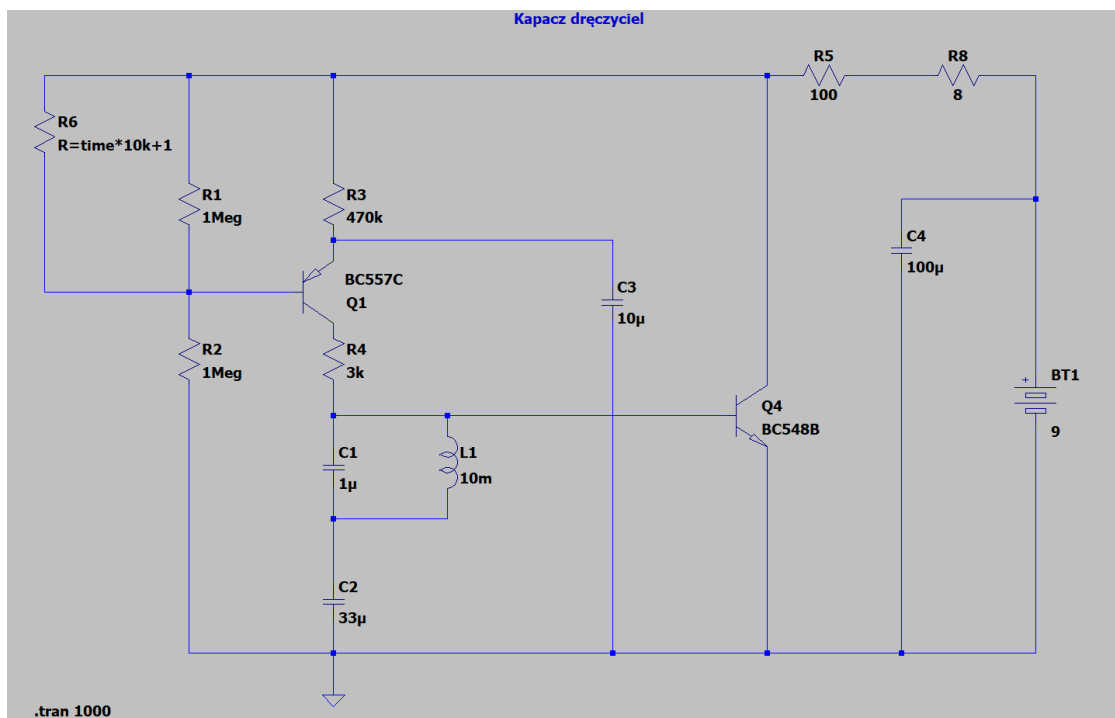 Kapacz dręczyciel
R5
100
R8
8
R6
R=time*10k+1
R1
1Meg
R3
470k
C4
100µ
BC557C
Q1
C3
10µ
R2
1Meg
R4
3k
+
BT1
9
Q4
BC548B
C1
1µ
L1
10m
C2
33µ
.tran 1000